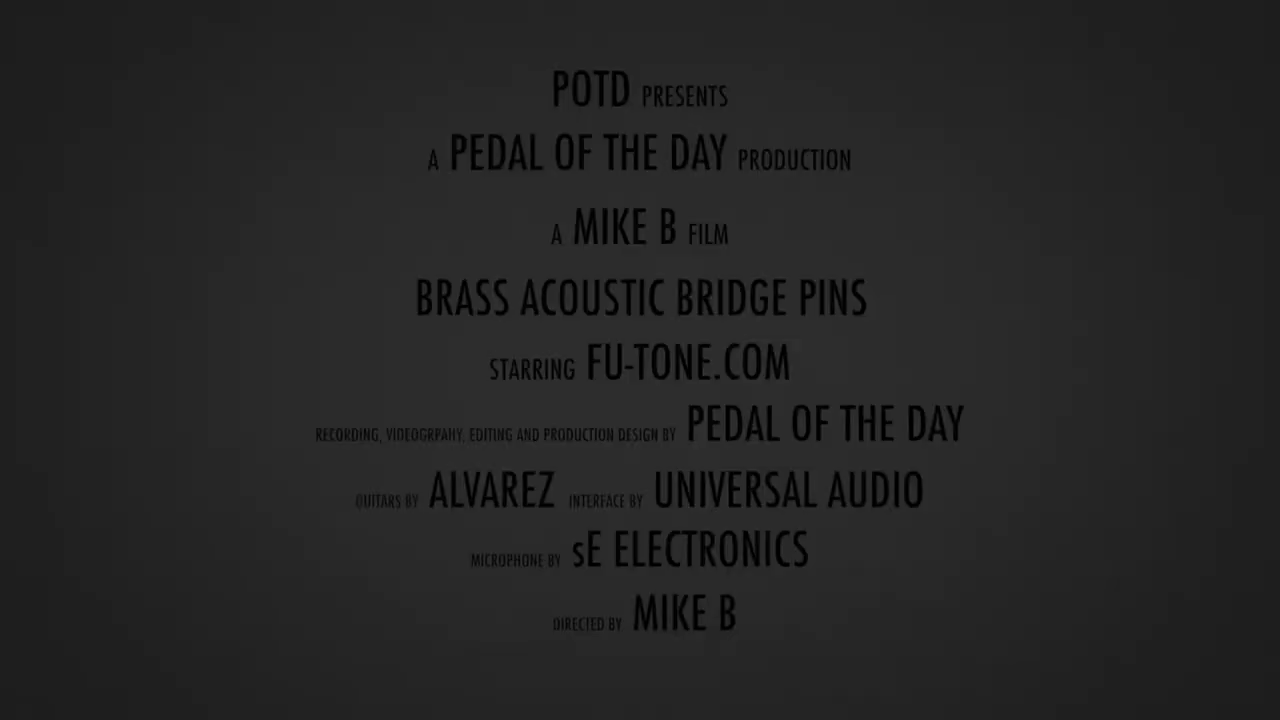 POTD PRESENTS
A PEDAL OF THE DAY PRODUCTION
A MIKE B FILM
BRASS ACOUSTIC BRIDGE PINS
STARRING FU-TONE.COM
RECORDING, VIDEOGRPAHY, EDITING AND PRODUCTION DESIGN BY PEDAL OF THE DAY
GUITARS BY ALVAREZ INTERFACE BY UNIVERSAL AUDIO
MICROPHONE BY sE ELECTRONICS
DIRECTED BY MIKE B